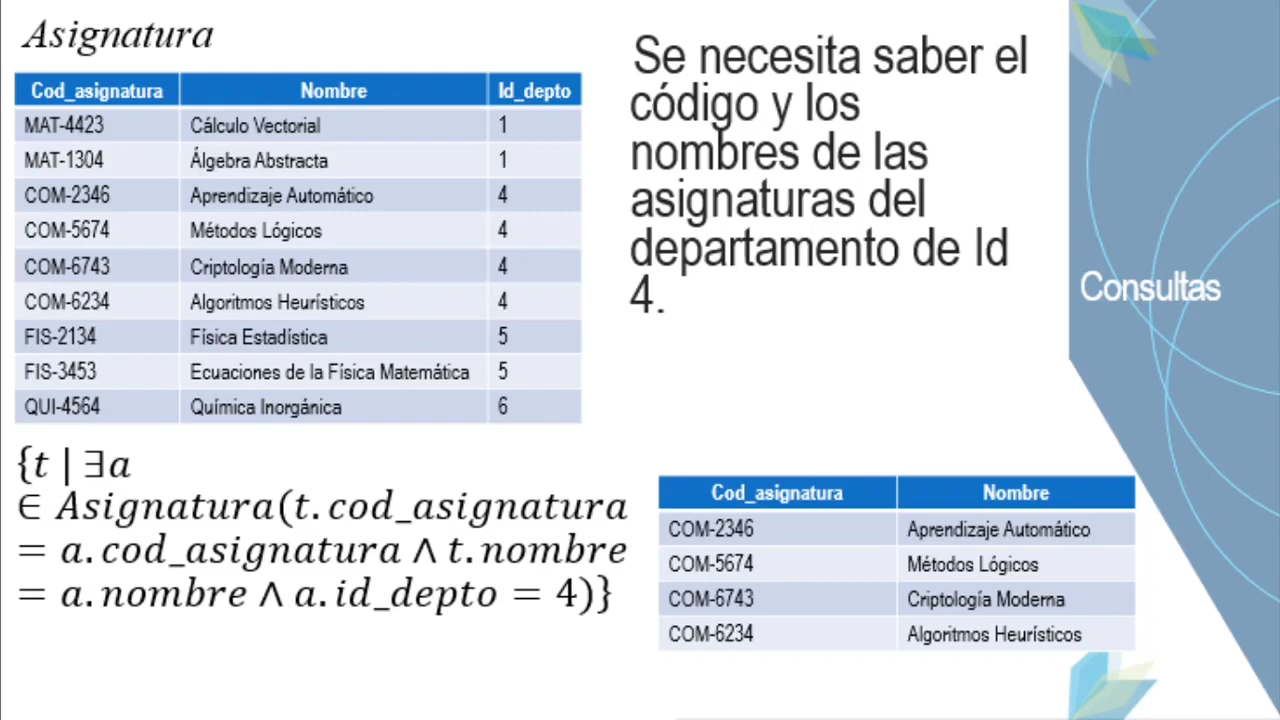 Asignatura
Cod_asignatura Nombre Id_depto
MAT-4423 Cálculo Vectorial 1
MAT-1304 Álgebra Abstracta 1
COM-2346 Aprendizaje Automático 4
COM-5674 Métodos Lógicos 4
COM-6743 Criptología Moderna 4
COM-6234 Algoritmos Heurísticos 4
FIS-2134 Física Estadística 5
FIS-3453 Ecuaciones de la Física Matemática 5
QUI-4564 Química Inorgánica 6
{t | ∃a
∈ Asignatura(t.cod_asignatura
= a.cod_asignatura ∧ t.nombre
= a.nombre ∧ a.id_depto = 4)}
Se necesita saber el
código y los
nombres de las
asignaturas del
departamento de Id
4.
Cod_asignatura Nombre
COM-2346 Aprendizaje Automático
COM-5674 Métodos Lógicos
COM-6743 Criptología Moderna
COM-6234 Algoritmos Heurísticos
Consultas